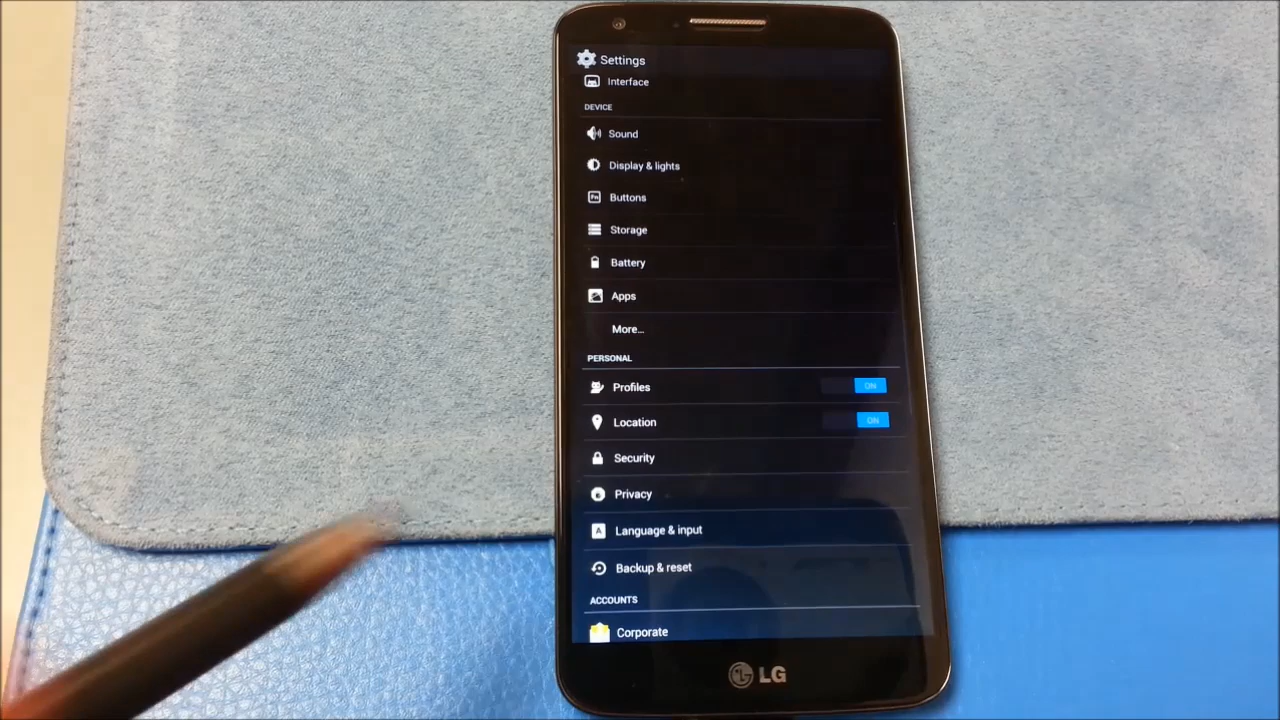 Settings
Interface
DEVICE
Sound
Display & lights
Buttons
Storage
Battery
Apps
More...
PERSONAL
Profiles ON
Location ON
Security
Privacy
Language & input
Backup & reset
ACCOUNTS
Corporate
LG